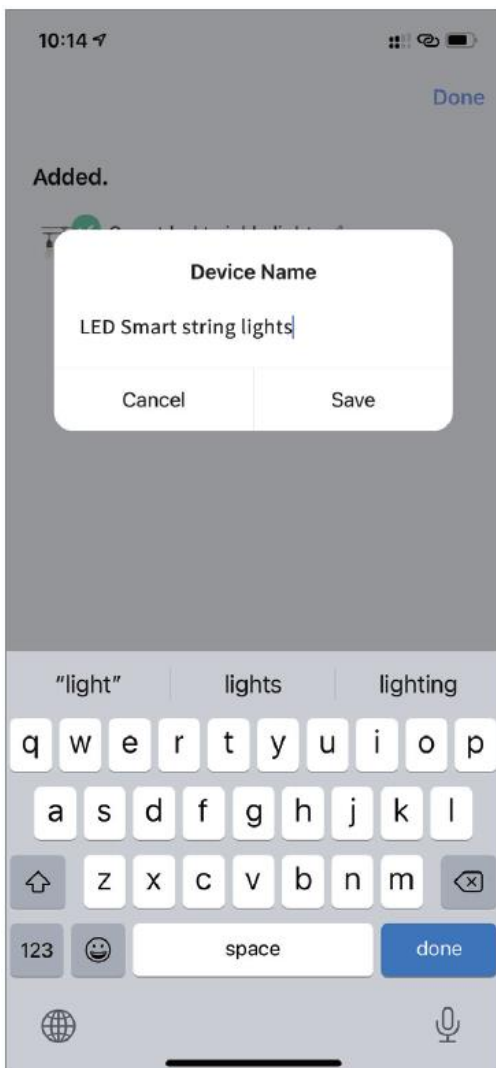 10:14
Done
Added.
Device Name
LED Smart string lights
Cancel
Save
"light"
lights
lighting
q w e r t y u i o p
a s d f g h j k l
z x c v b n m
123
space
done